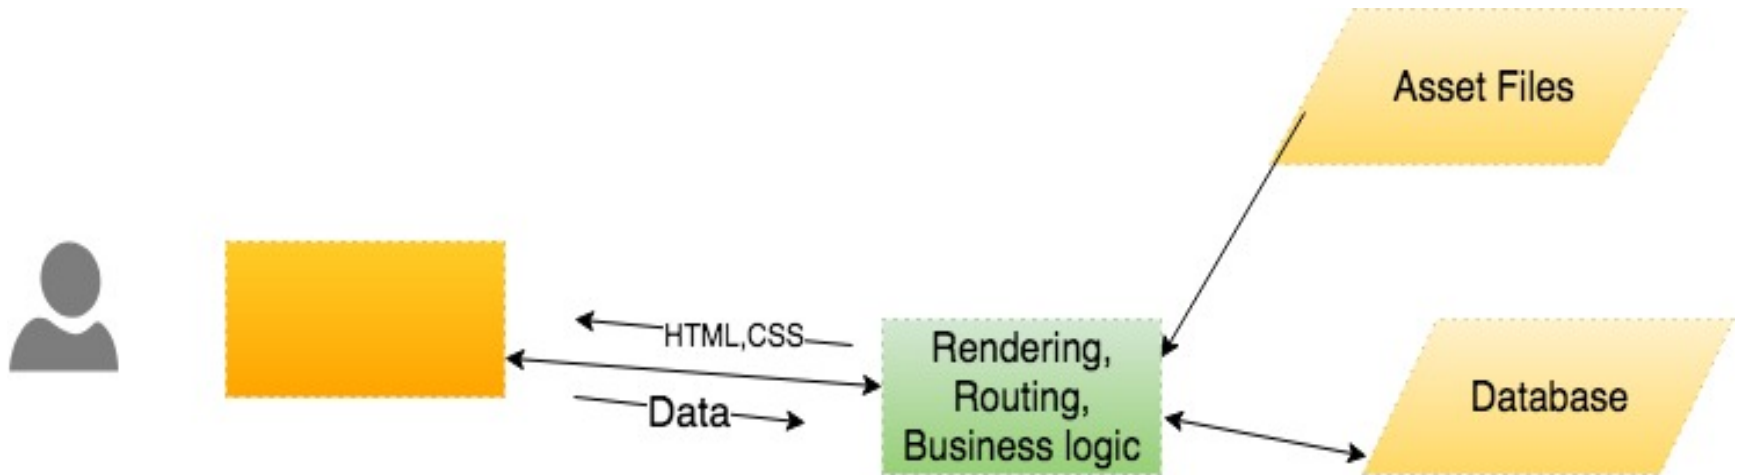 Asset Files
HTML,CSS
Data
Rendering,
Routing,
Business logic
Database